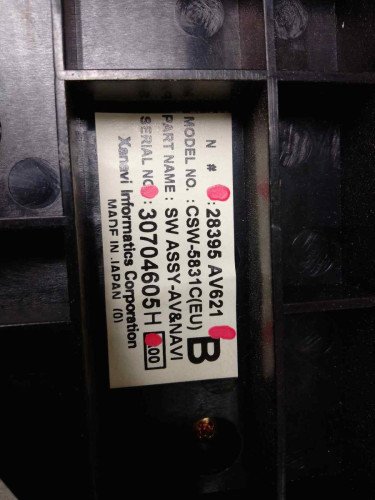 N # : 28395 AV621
MODEL NO. : CSW-5831C(EU) B
PART NAME : SW ASSY-AV&NAVI
SERIAL NO : 30704605H .00
Xanavi Informatics Corporation
MADE IN JAPAN (0)